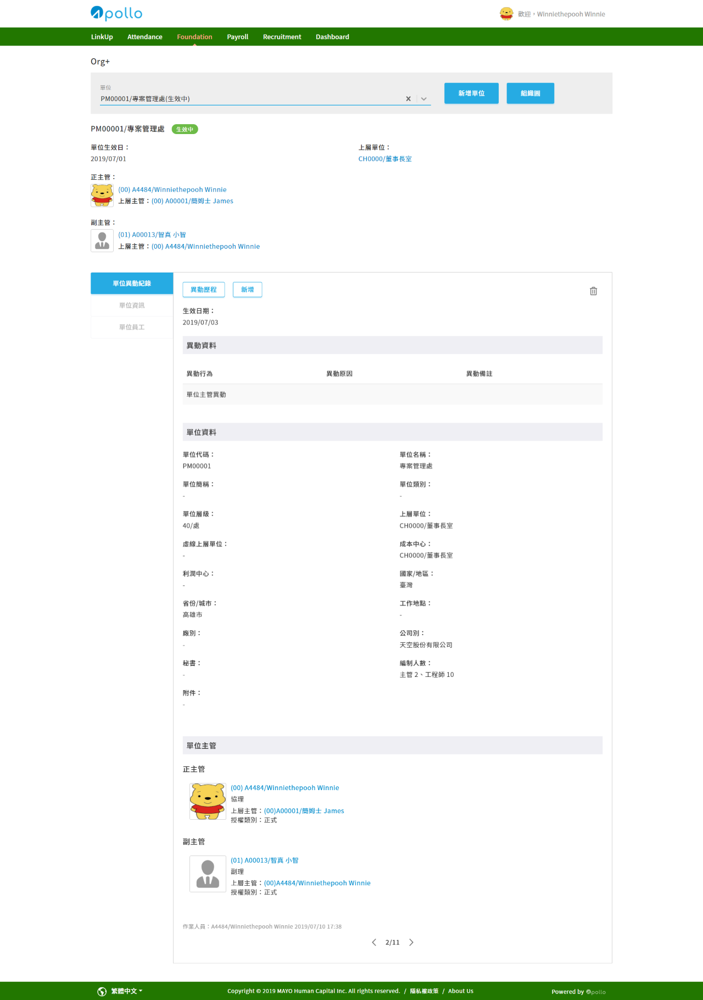 Apollo
歡迎，Winniethepooh Winnie
LinkUp Attendance Foundation Payroll Recruitment Dashboard
Org+
單位
PM00001/專案管理處(生效中)
新增單位 組織圖
PM00001/專案管理處 生效中
單位生效日： 上層單位：
2019/07/01 CH0000/董事長室
正主管：
(00) A4484/Winniethepooh Winnie
上層主管：(00) A00001/簡姆士 James
副主管：
(01) A00013/智真 小智
上層主管：(00) A4484/Winniethepooh Winnie
單位異動紀錄
單位資訊
單位員工
異動歷程 新增
生效日期：
2019/07/03
異動資料
異動行為 異動原因 異動備註
單位主管異動
單位資料
單位代碼： 單位名稱：
PM00001 專案管理處
單位簡稱： 單位類別：
- -
單位層級： 上層單位：
40/處 CH0000/董事長室
虛線上層單位： 成本中心：
- CH0000/董事長室
利潤中心： 國家/地區：
- 臺灣
省份/城市： 工作地點：
高雄市 -
廠別： 公司別：
- 天空股份有限公司
秘書： 編制人數：
- 主管 2、工程師 10
附件：
-
單位主管
正主管
(00) A4484/Winniethepooh Winnie
協理
上層主管：(00)A00001/簡姆士 James
授權類別：正式
副主管
(01) A00013/智真 小智
副理
上層主管：(00)A4484/Winniethepooh Winnie
授權類別：正式
作業人員：A4484/Winniethepooh Winnie 2019/07/10 17:38
2/11
繁體中文 Copyright © 2019 MAYO Human Capital Inc. All rights reserved. / 隱私權政策 / About Us Powered by Apollo